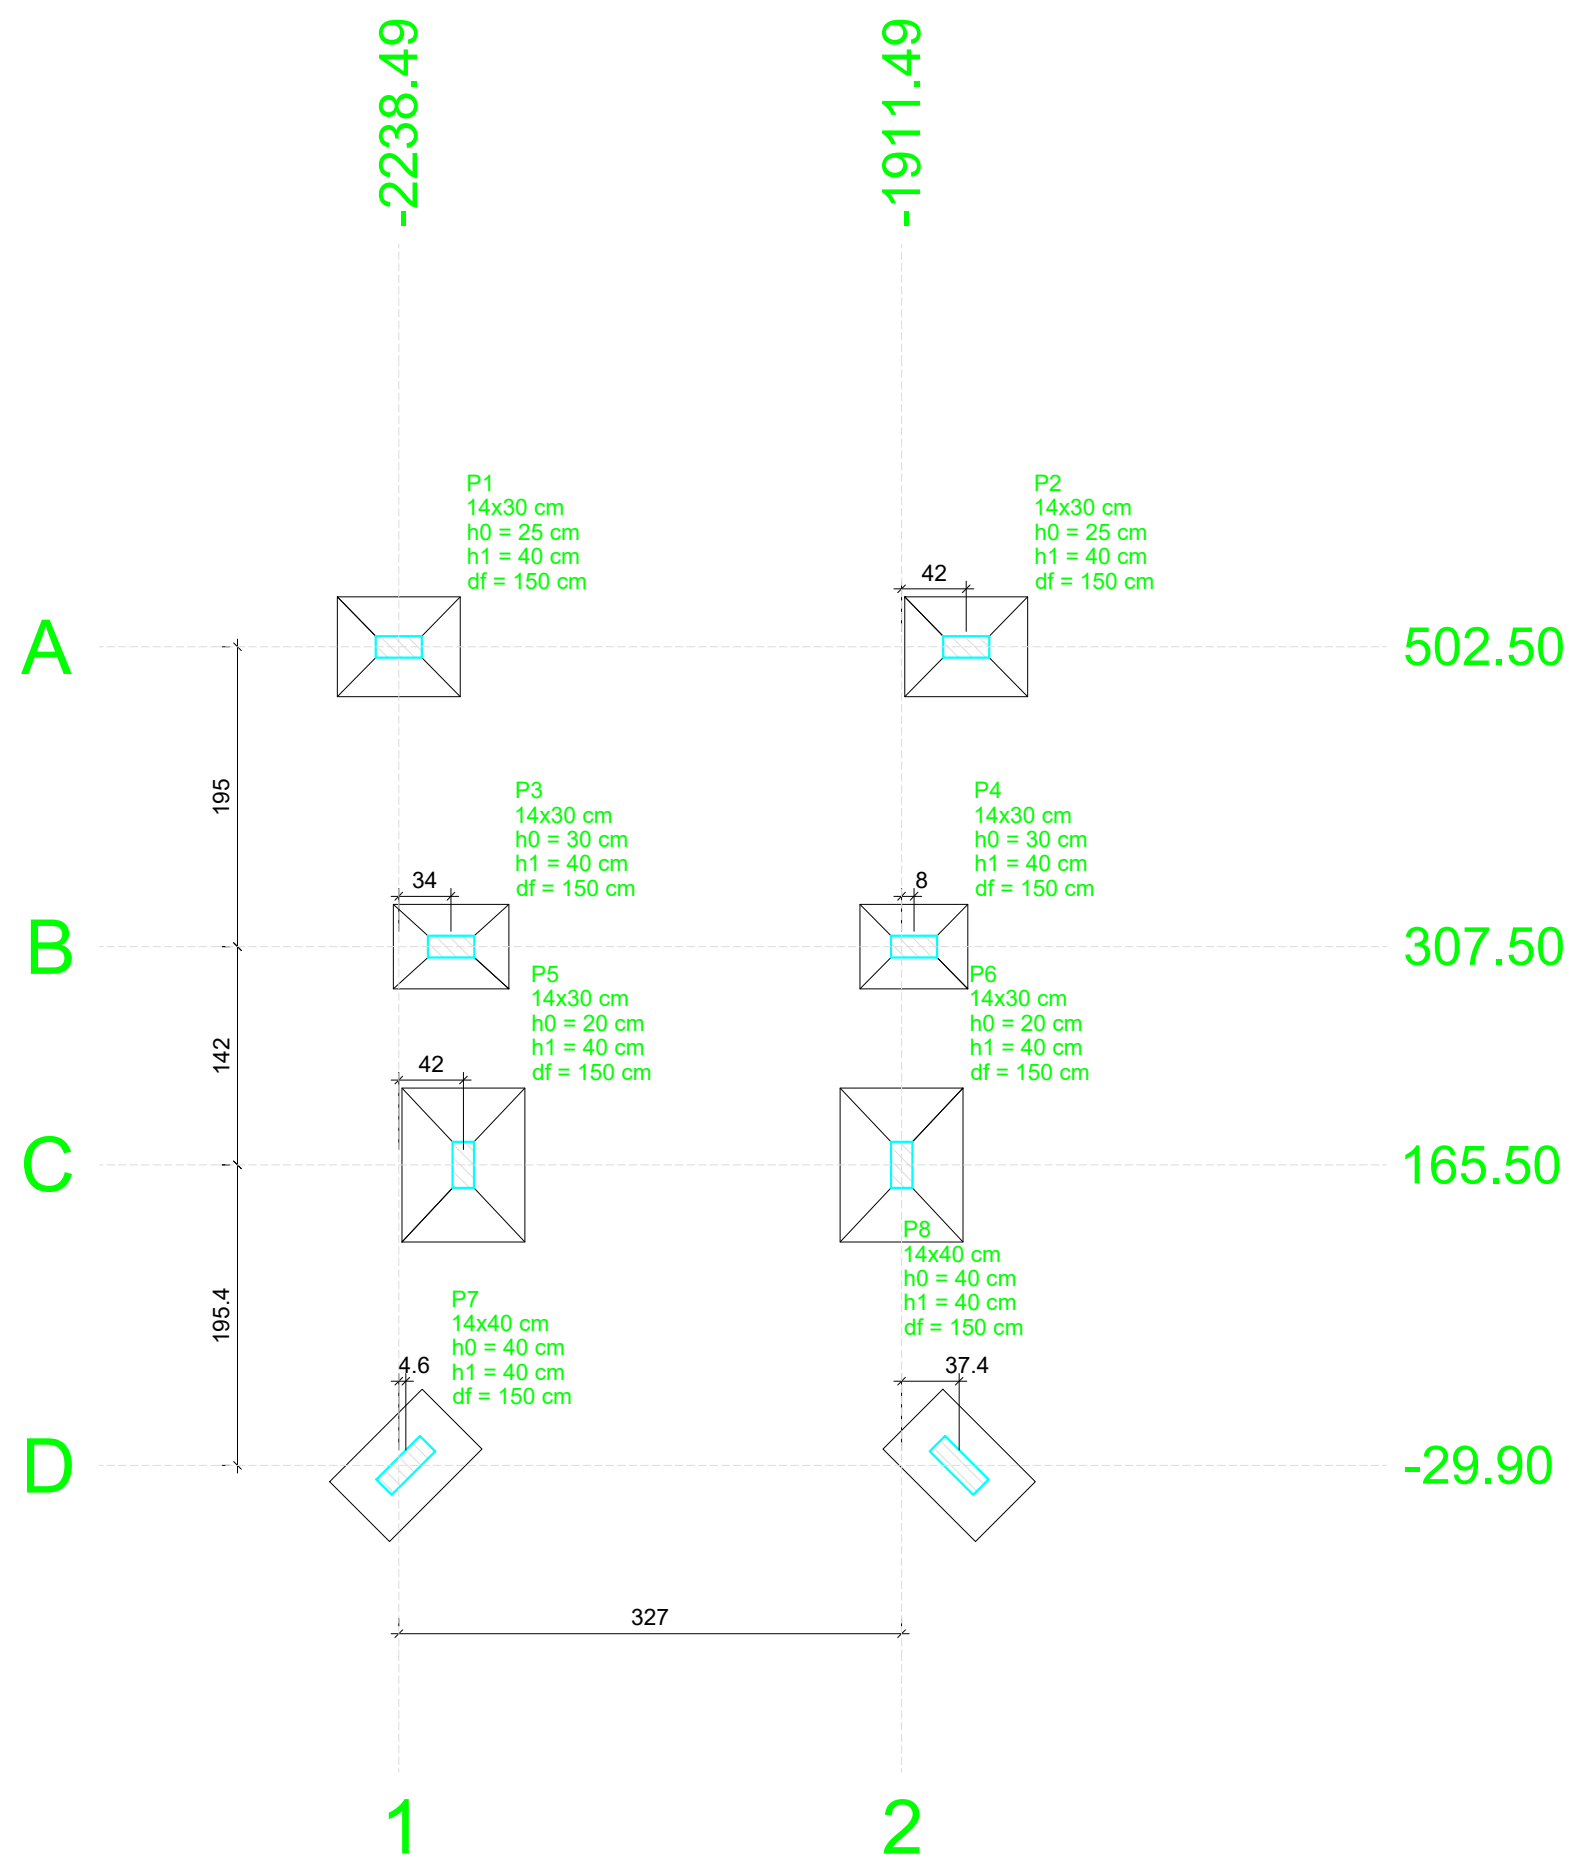 -2238.49
-1911.49
P1
14x30 cm
h0 = 25 cm
h1 = 40 cm
df = 150 cm
P2
14x30 cm
h0 = 25 cm
h1 = 40 cm
df = 150 cm
42
A
502.50
195
P3
14x30 cm
h0 = 30 cm
h1 = 40 cm
df = 150 cm
34
P4
14x30 cm
h0 = 30 cm
h1 = 40 cm
df = 150 cm
8
B
307.50
142
P5
14x30 cm
h0 = 20 cm
h1 = 40 cm
df = 150 cm
42
P6
14x30 cm
h0 = 20 cm
h1 = 40 cm
df = 150 cm
C
165.50
195.4
P7
14x40 cm
h0 = 40 cm
h1 = 40 cm
df = 150 cm
4.6
P8
14x40 cm
h0 = 40 cm
h1 = 40 cm
df = 150 cm
37.4
D
-29.90
327
1
2